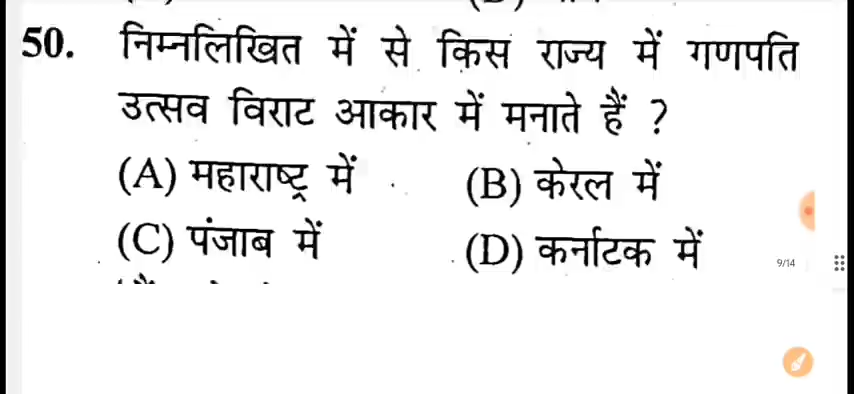 50. निम्नलिखित में से किस राज्य में गणपति
उत्सव विराट आकार में मनाते हैं ?
(A) महाराष्ट्र में (B) केरल में
(C) पंजाब में (D) कर्नाटक में
9/14